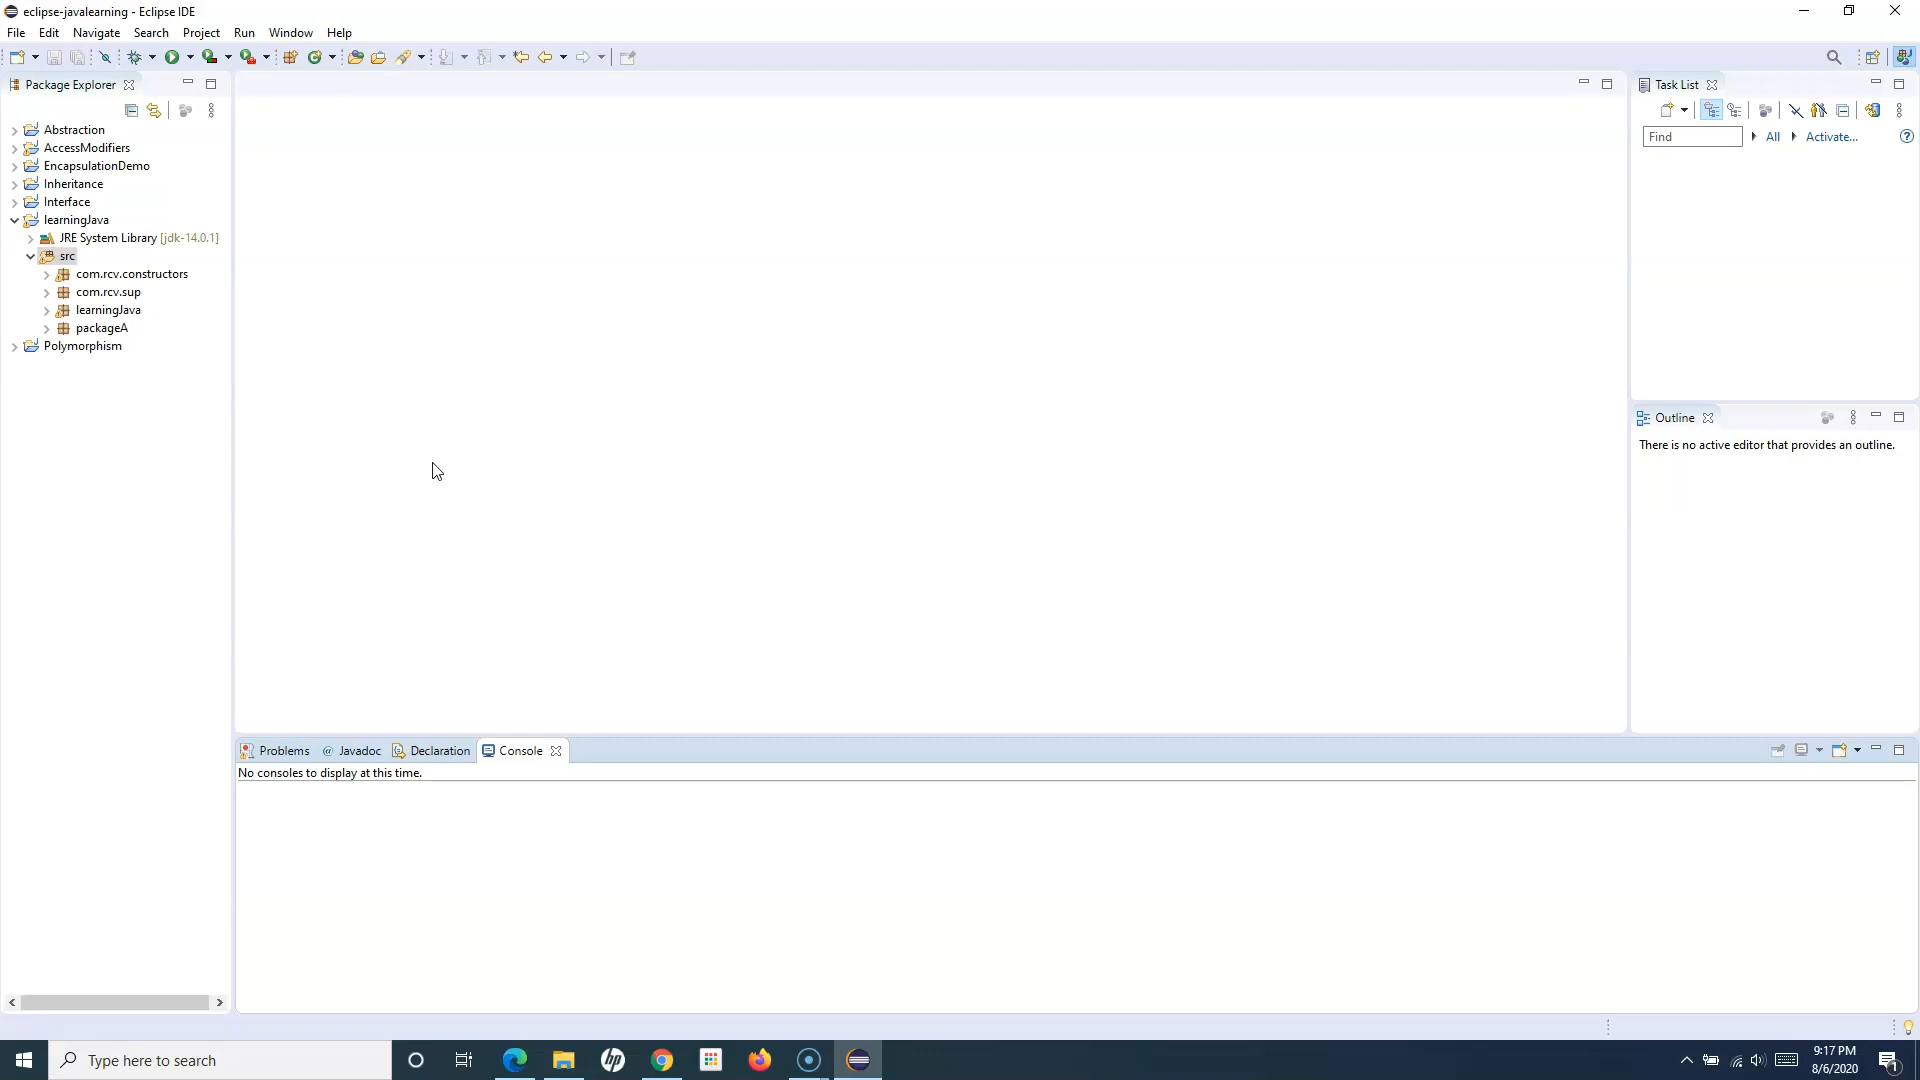 eclipse-javalearning - Eclipse IDE
File Edit Navigate Search Project Run Window Help
Package Explorer
Abstraction
AccessModifiers
EncapsulationDemo
Inheritance
Interface
learningJava
JRE System Library [jdk-14.0.1]
src
com.rcv.constructors
com.rcv.sup
learningJava
packageA
Polymorphism
Task List
Find All Activate...
Outline
There is no active editor that provides an outline.
Problems @ Javadoc Declaration Console
No consoles to display at this time.
Type here to search
hp
9:17 PM
8/6/2020
1